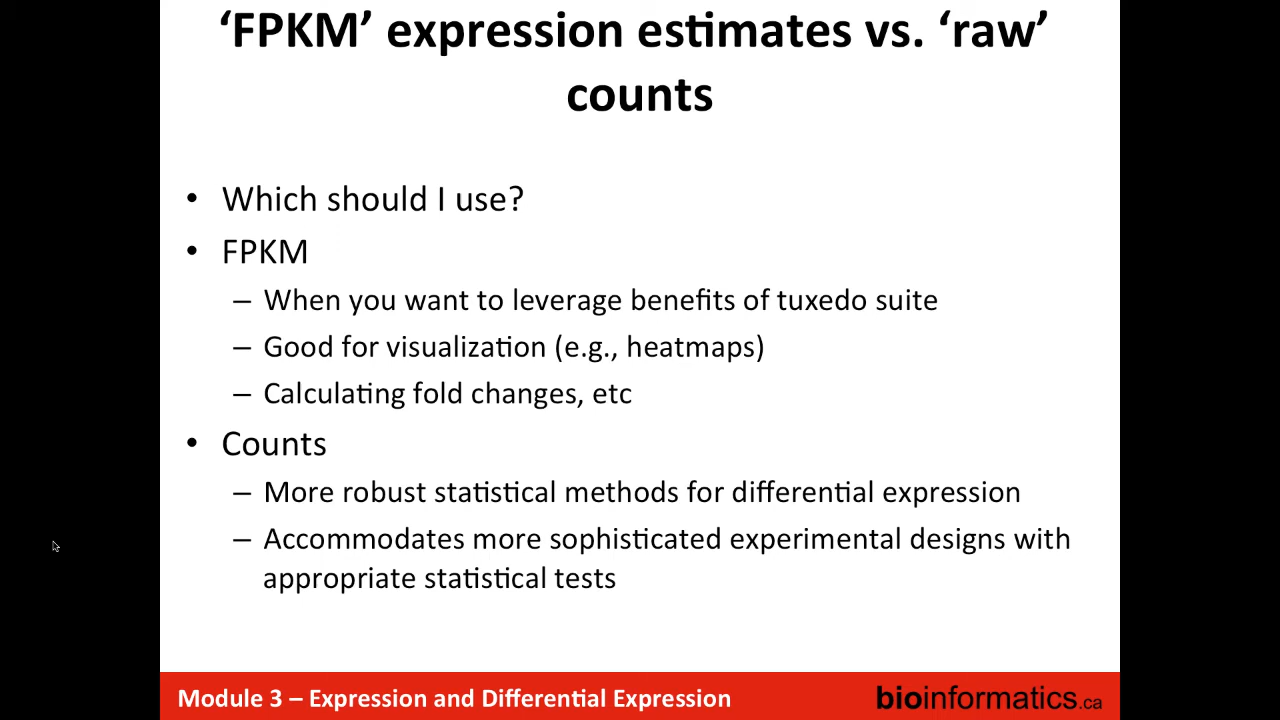 ‘FPKM’ expression estimates vs. ‘raw’
counts
• Which should I use?
• FPKM
– When you want to leverage benefits of tuxedo suite
– Good for visualization (e.g., heatmaps)
– Calculating fold changes, etc
• Counts
– More robust statistical methods for differential expression
– Accommodates more sophisticated experimental designs with
appropriate statistical tests
Module 3 – Expression and Differential Expression
bioinformatics.ca